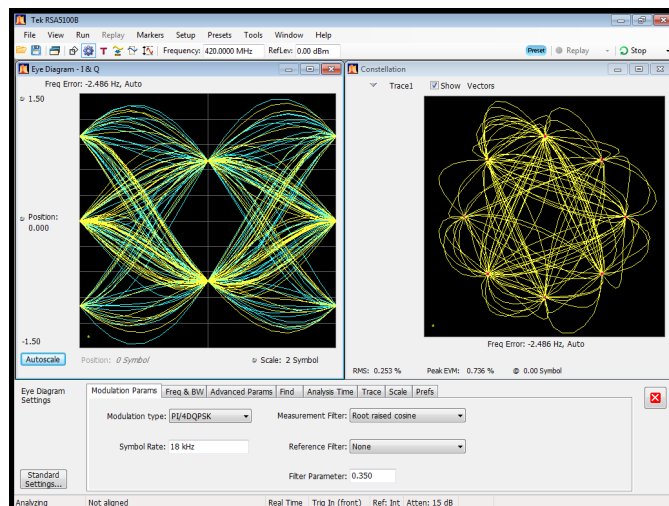 Tek RSA5100B
File View Run Replay Markers Setup Presets Tools Window Help
T Frequency: 420.0000 MHz RefLev: 0.00 dBm Preset Replay Stop
Eye Diagram - I & Q
Freq Error: -2.486 Hz, Auto
1.50
Position:
0.000
-1.50
Autoscale Position: 0 Symbol Scale: 2 Symbol
Constellation
Trace1 Show Vectors
Freq Error: -2.486 Hz, Auto
RMS: 0.253 % Peak EVM: 0.736 % @ 0.00 Symbol
Eye Diagram
Settings
Modulation Params Freq & BW Advanced Params Find Analysis Time Trace Scale Prefs
Modulation type: PI/4DQPSK Measurement Filter: Root raised cosine
Symbol Rate: 18 kHz Reference Filter: None
Filter Parameter: 0.350
Standard
Settings...
Analyzing Not aligned Real Time Trig In (front) Ref: Int Atten: 15 dB